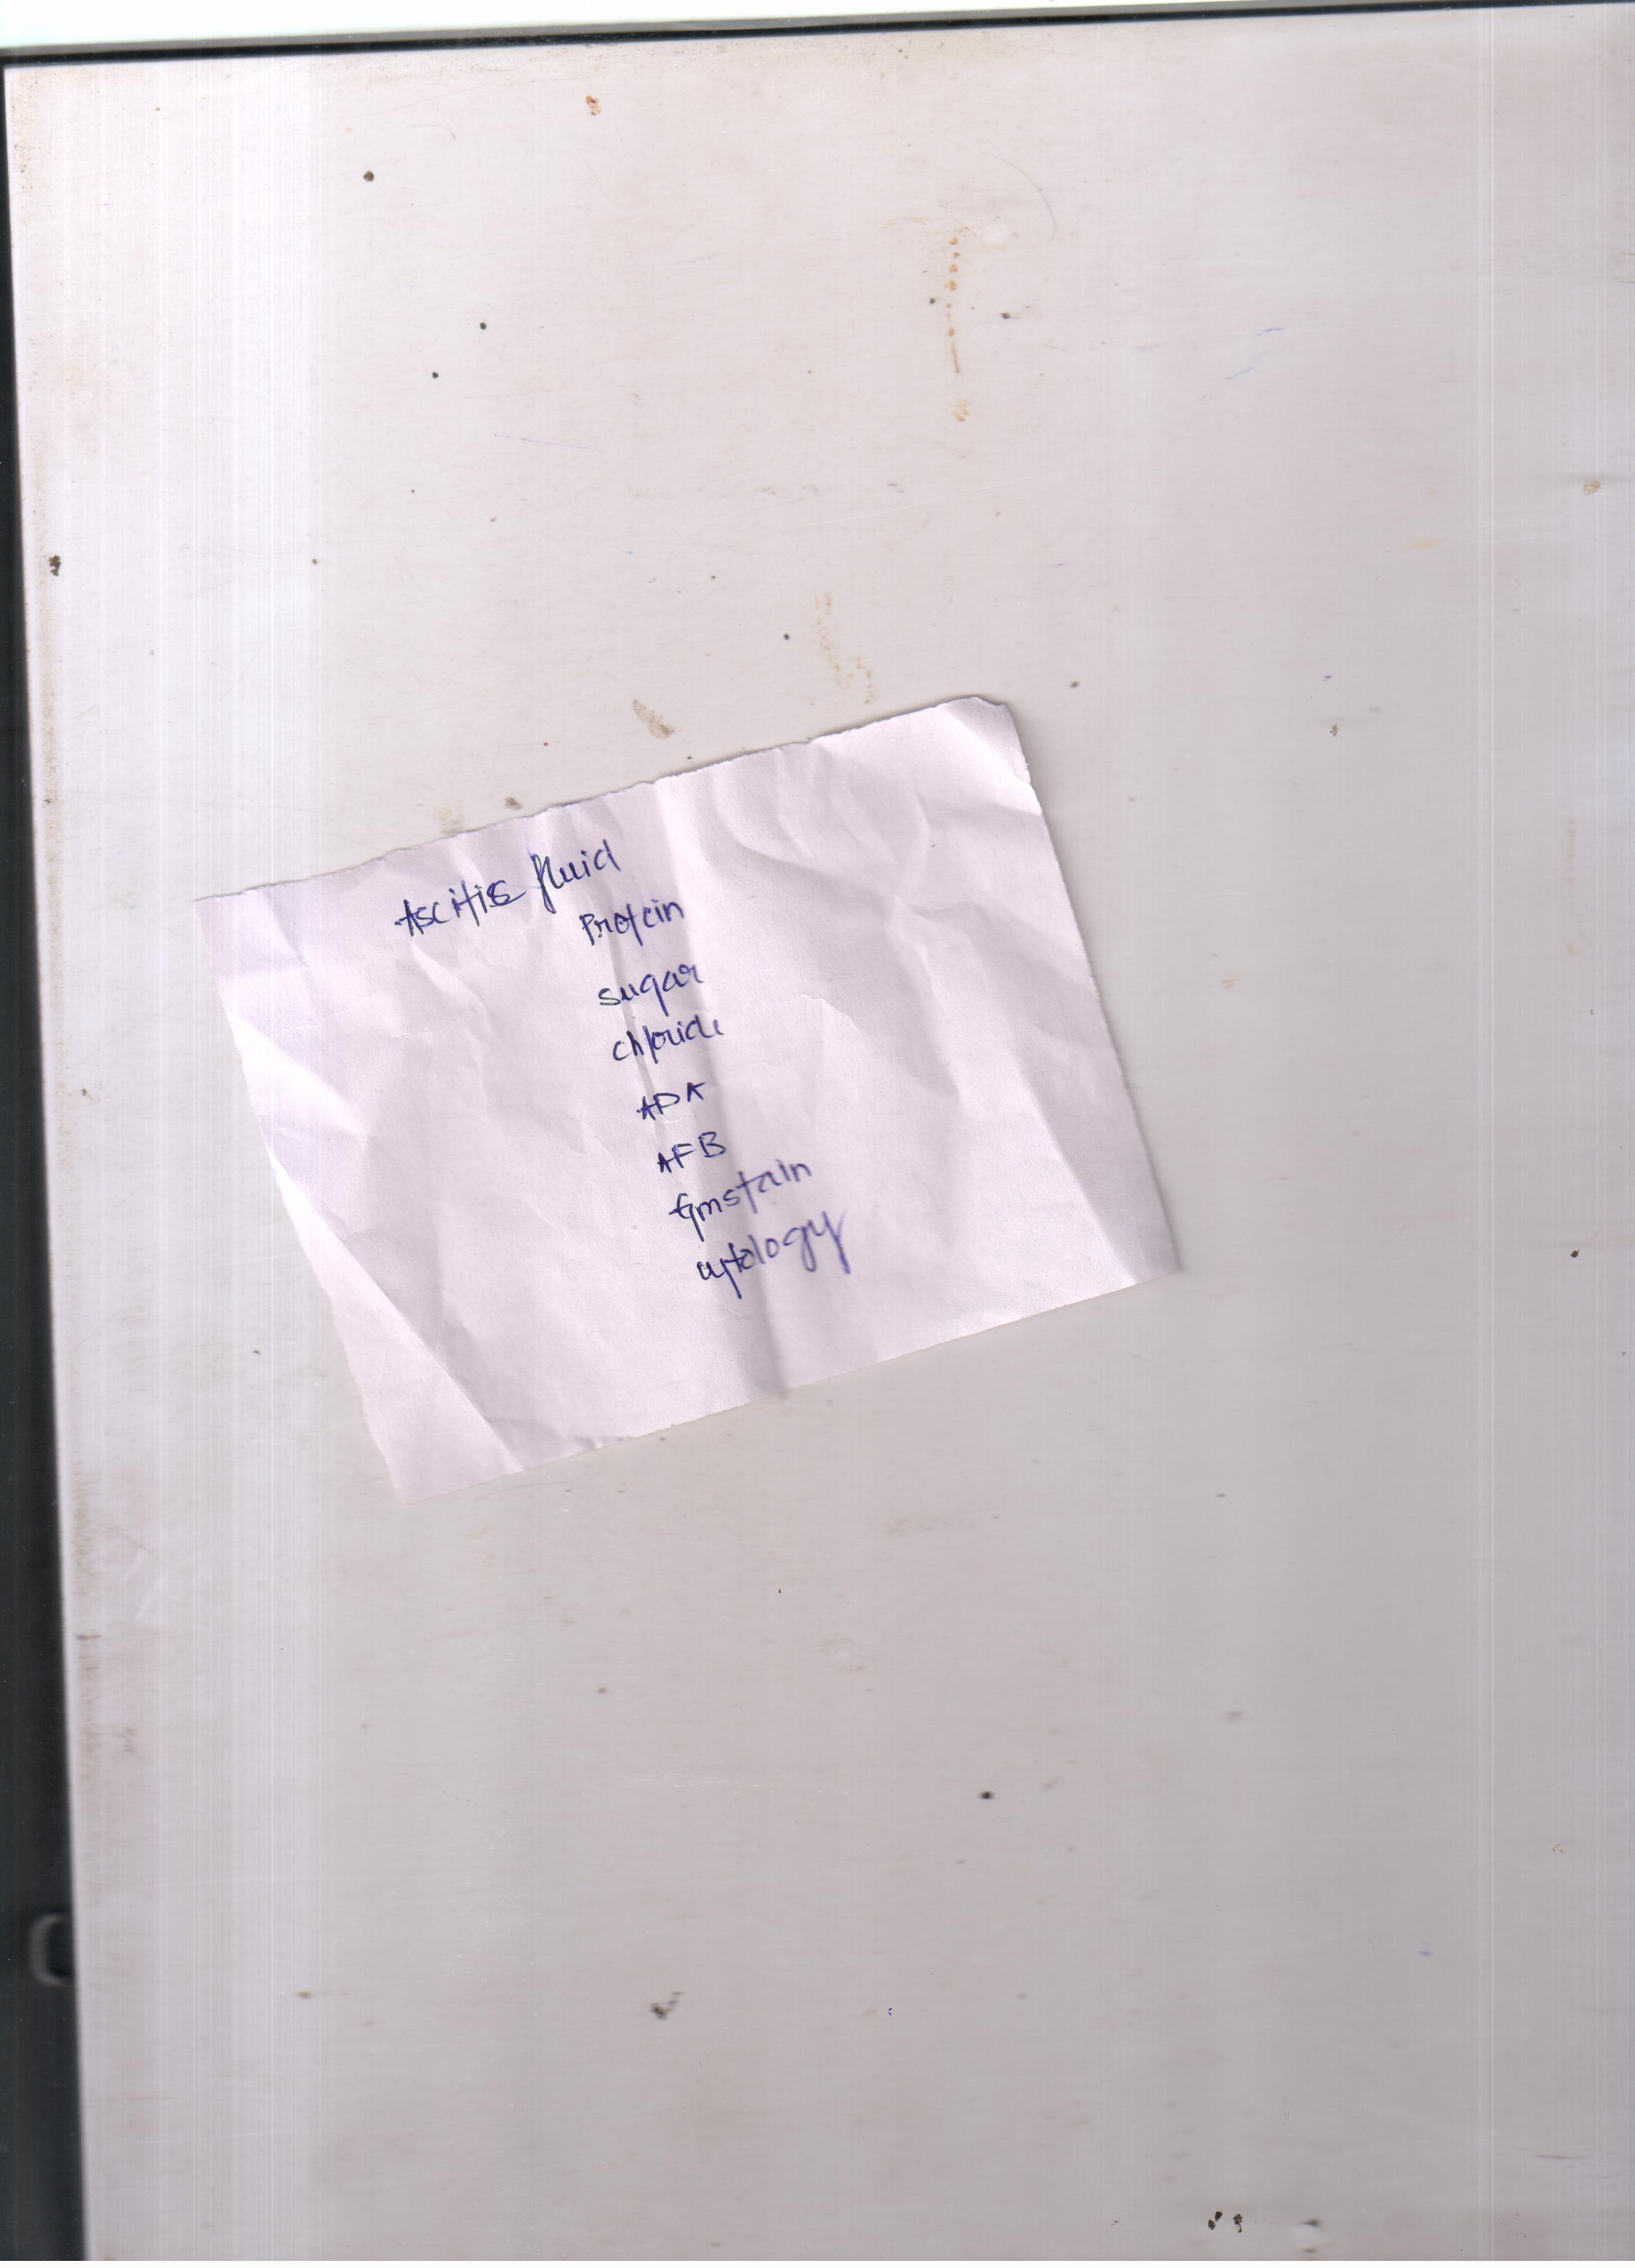 Ascitis fluid
Protein
sugar
chloride
ADA
AFB
Gmstain
cytology